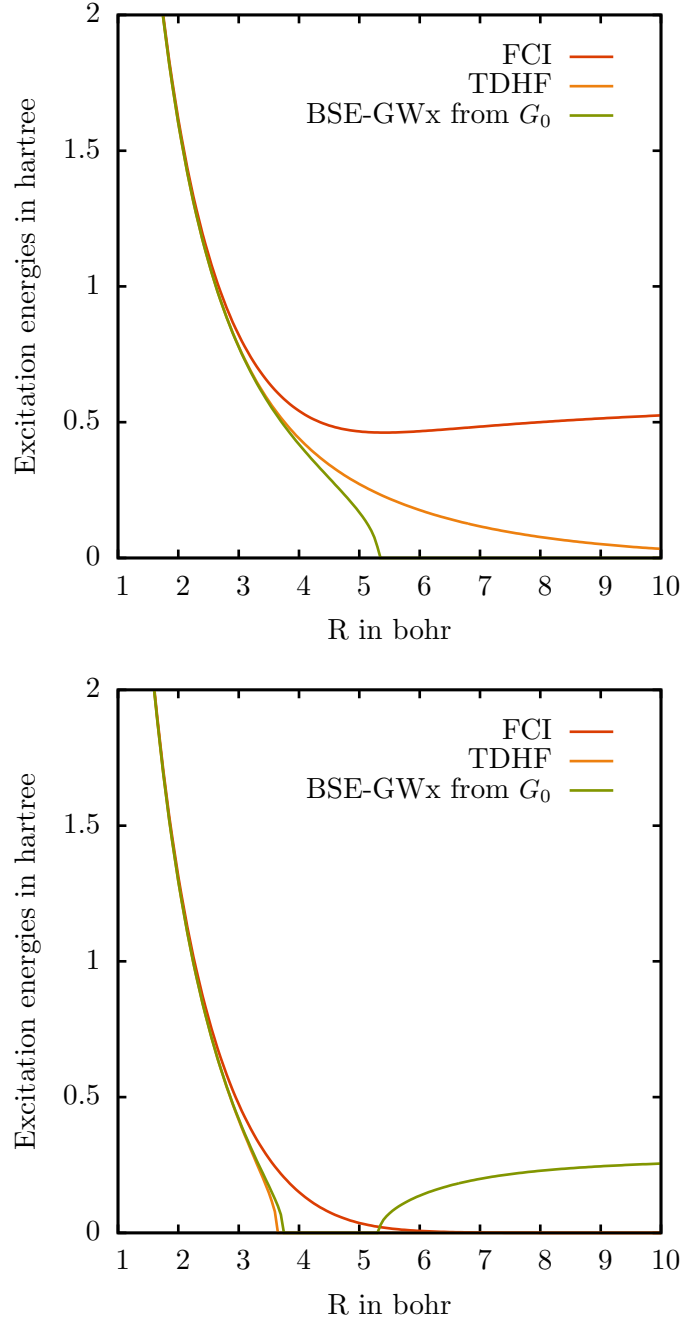 2
1.5
1
0.5
0
Excitation energies in hartree
FCI
TDHF
BSE-GWx from G₀
1 2 3 4 5 6 7 8 9 10
R in bohr
2
1.5
1
0.5
0
Excitation energies in hartree
FCI
TDHF
BSE-GWx from G₀
1 2 3 4 5 6 7 8 9 10
R in bohr